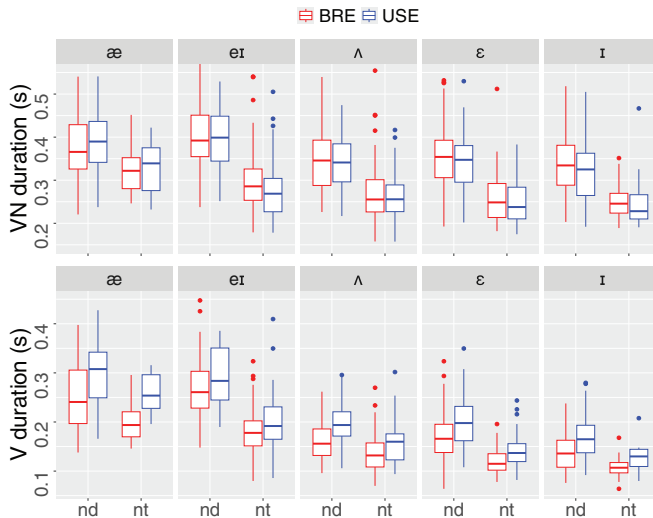 BRE USE
æ eɪ ʌ ɛ ɪ
VN duration (s)
0.5
0.4
0.3
0.2
æ eɪ ʌ ɛ ɪ
V duration (s)
0.4
0.3
0.2
0.1
nd nt nd nt nd nt nd nt nd nt